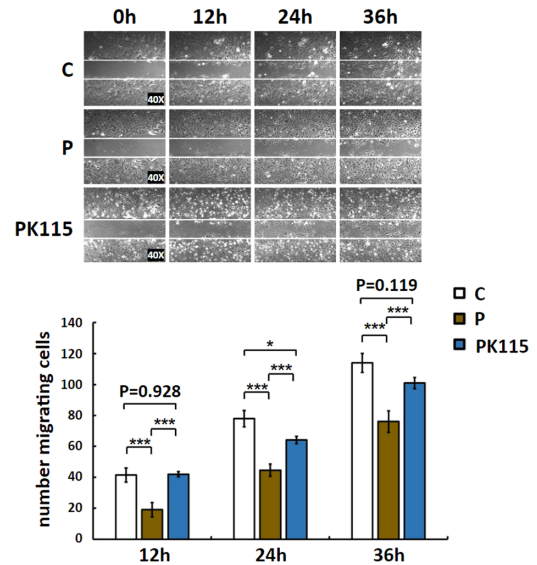 0h 12h 24h 36h
C
40X
P
40X
PK115
40X
P=0.119
C
P
PK115
*** ***
*
P=0.928
*** ***
*** ***
number migrating cells
140
120
100
80
60
40
20
0
12h 24h 36h